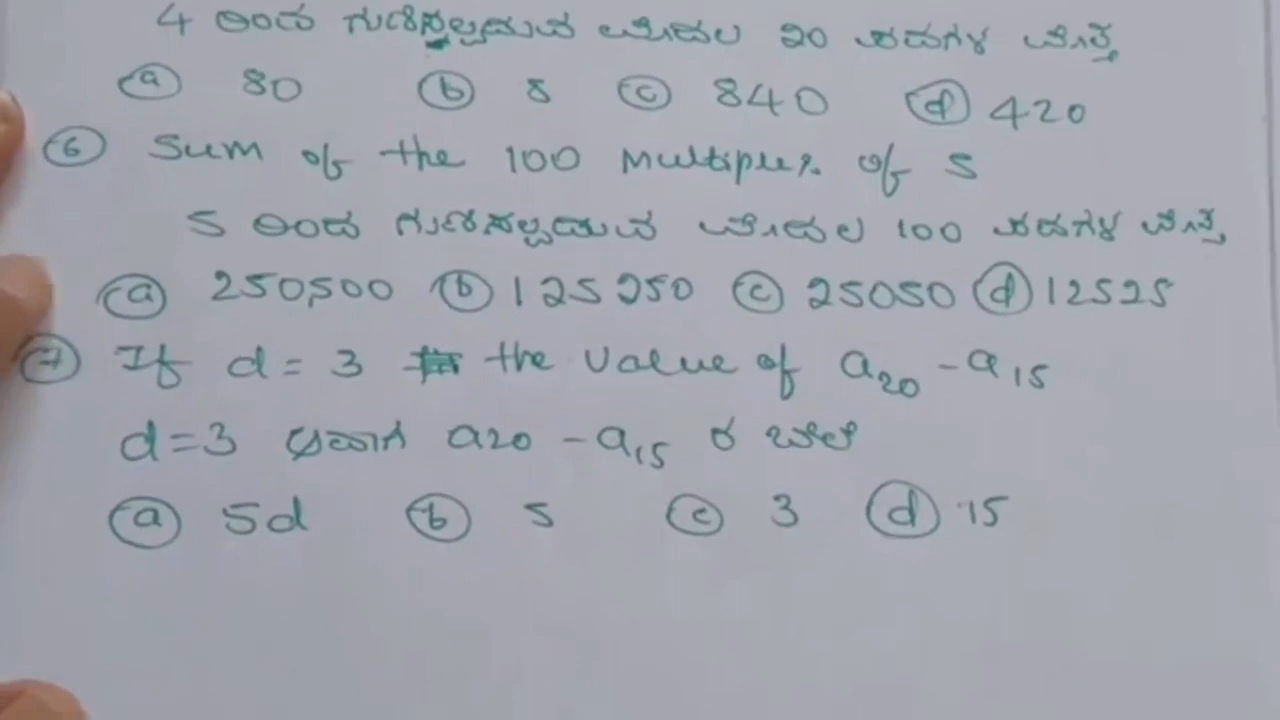 4 ರಿಂದ ಗುಣಿಸಲ್ಪಡುವ ಮೊದಲ 20 ಪದಗಳ ಮೊತ್ತ
ⓐ 80 ⓑ 8 ⓒ 840 ⓓ 420
⑥ Sum of the 100 Multiples of 5
5 ರಿಂದ ಗುಣಿಸಲ್ಪಡುವ ಮೊದಲ 100 ಪದಗಳ ಮೊತ್ತ
ⓐ 250,500 ⓑ 125250 ⓒ 25050 ⓓ 12525
⑦ If d = 3 the value of a₂₀ - a₁₅
d=3 ಆದಾಗ a₂₀ - a₁₅ ರ ಬೆಲೆ
ⓐ 5d ⓑ 5 ⓒ 3 ⓓ 15